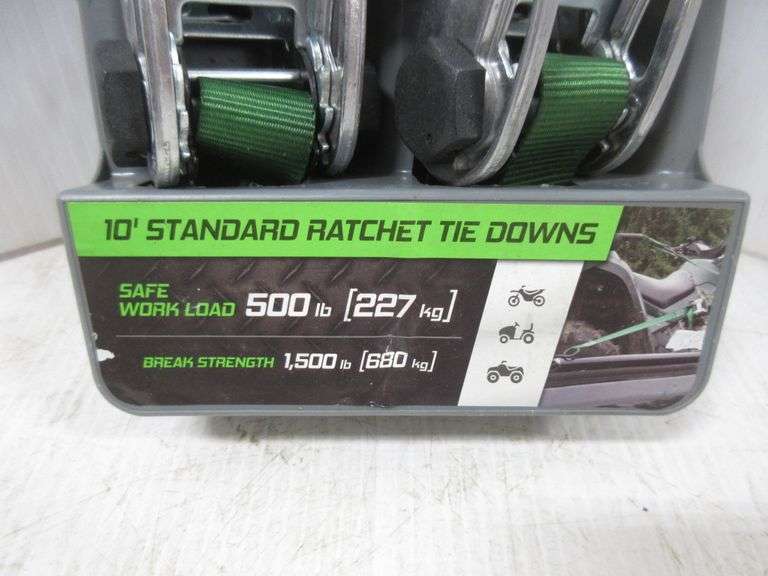 10' STANDARD RATCHET TIE DOWNS
SAFE
WORK LOAD 500 lb [227 kg]
BREAK STRENGTH 1,500 lb [680 kg]